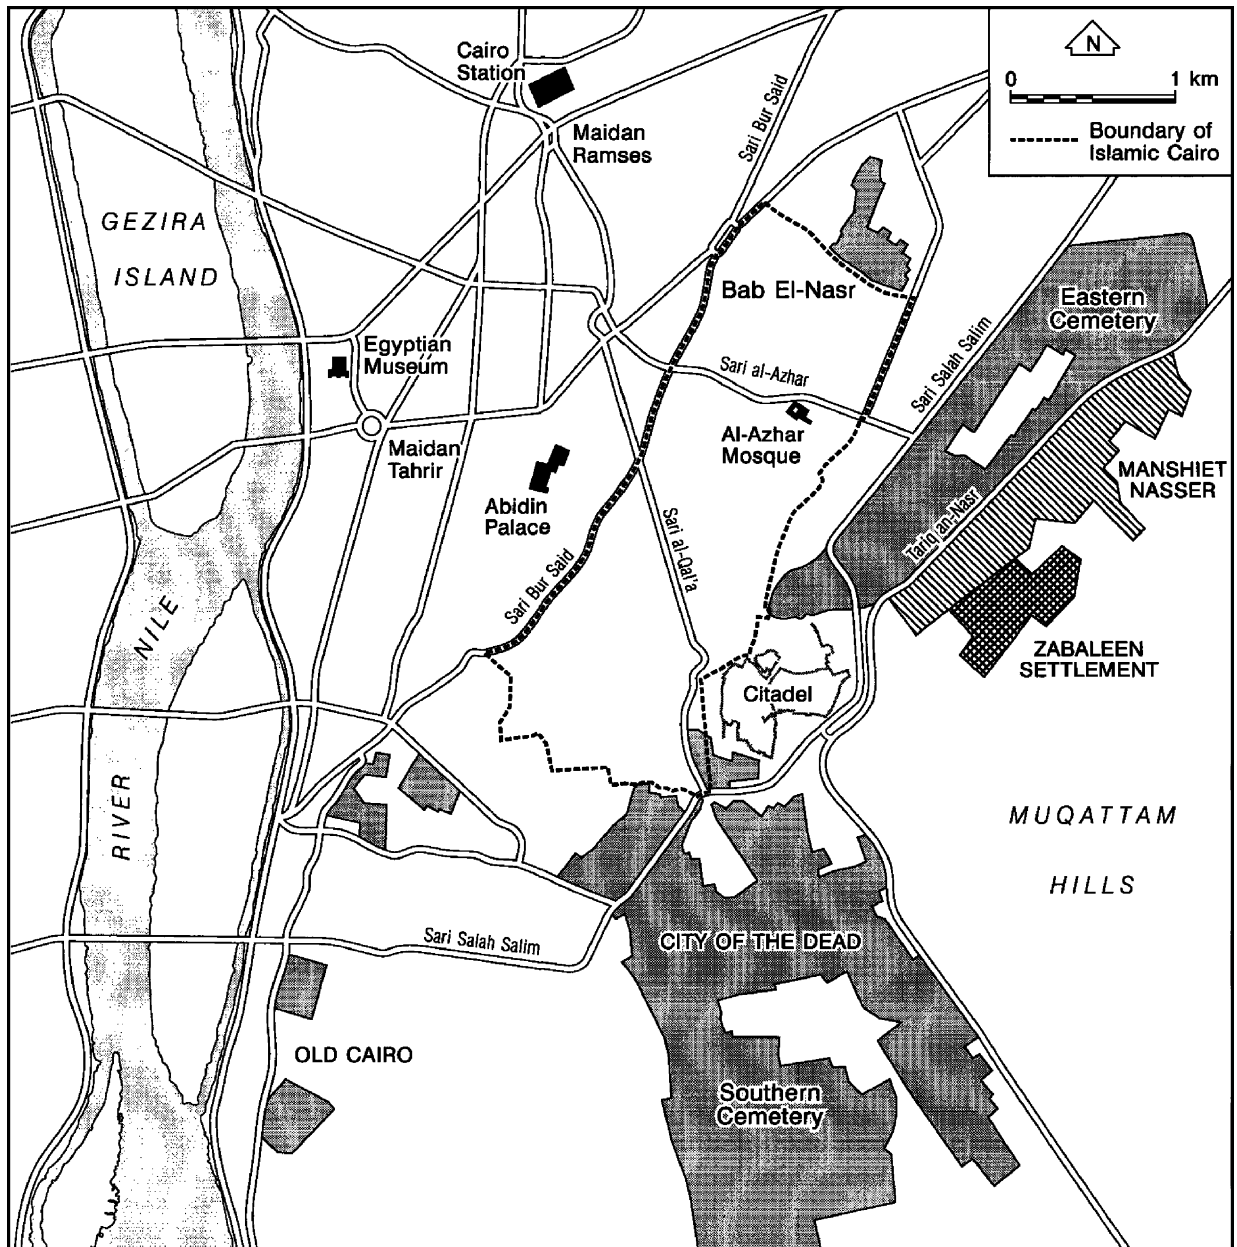 N
0 1 km
Boundary of
Islamic Cairo
Cairo
Station
Maidan
Ramses
Sari Bur Said
GEZIRA
ISLAND
Bab El-Nasr
Eastern
Cemetery
Egyptian
Museum
Sari al-Azhar
Sari Salah Salim
Maidan
Tahrir
Al-Azhar
Mosque
MANSHIET
NASSER
Abidin
Palace
Tariq an-Nasr
Sari al-Qal'a
Sari Bur Said
NILE
RIVER
ZABALEEN
SETTLEMENT
Citadel
MUQATTAM
HILLS
Sari Salah Salim
CITY OF THE DEAD
OLD CAIRO
Southern
Cemetery